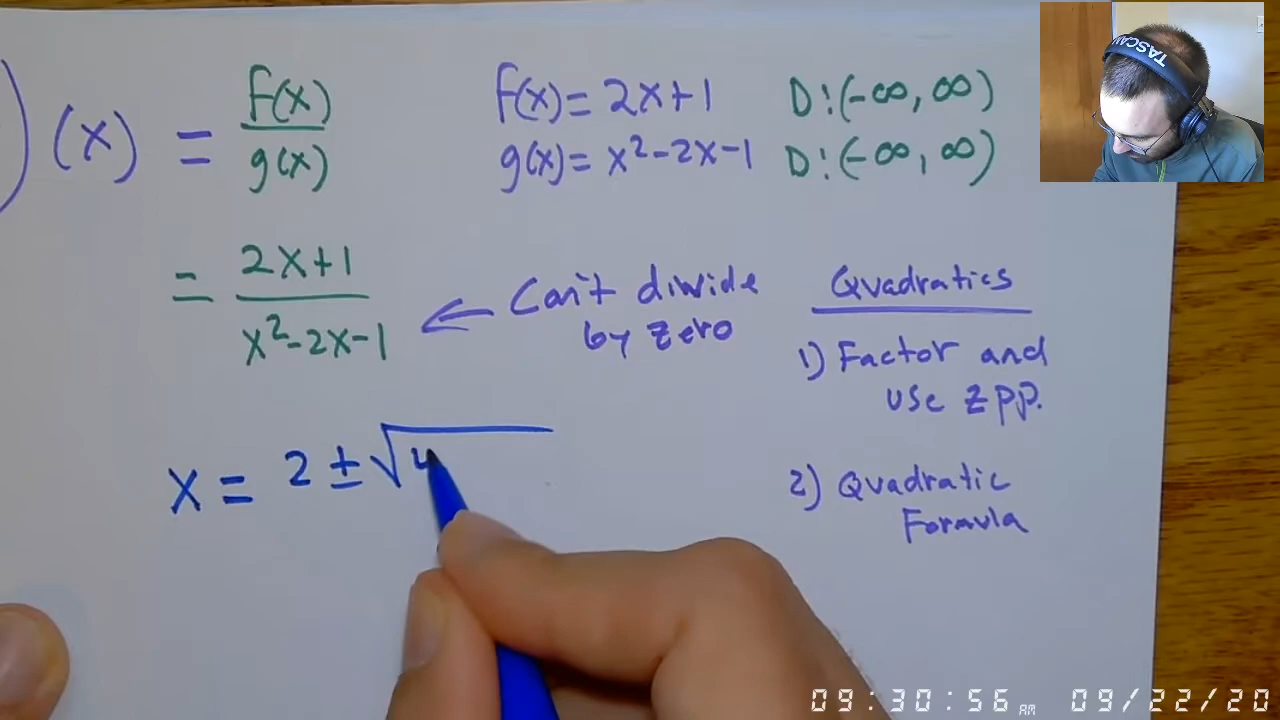 ) (x) = f(x)
g(x)
f(x) = 2x+1 D:(-∞, ∞)
g(x) = x²-2x-1 D:(-∞, ∞)
= 2x+1
x²-2x-1
← Can't divide
by zero
Quadratics
1) Factor and
use ZPP.
2) Quadratic
Formula
x = 2 ± √4
TASCAM
09:30:56 AM 09/22/20